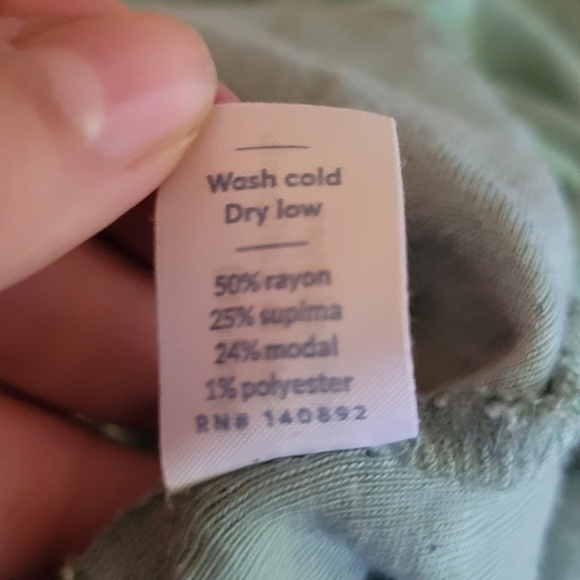 Wash cold
Dry low
50% rayon
25% supima
24% modal
1% polyester
RN# 140892